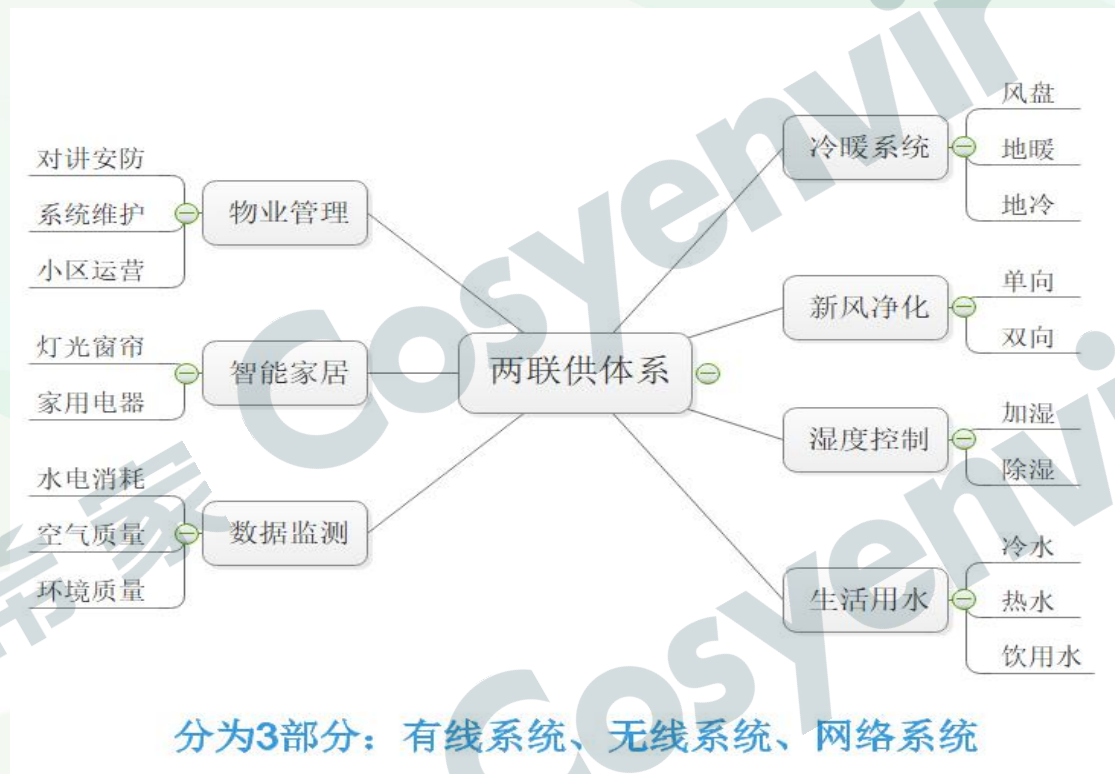 两联供体系
冷暖系统
风盘
地暖
地冷
新风净化
单向
双向
湿度控制
加湿
除湿
生活用水
冷水
热水
饮用水
物业管理
对讲安防
系统维护
小区运营
智能家居
灯光窗帘
家用电器
数据监测
水电消耗
空气质量
环境质量
分为3部分：有线系统、无线系统、网络系统
希家 Cosyenvir
Cosyenvir